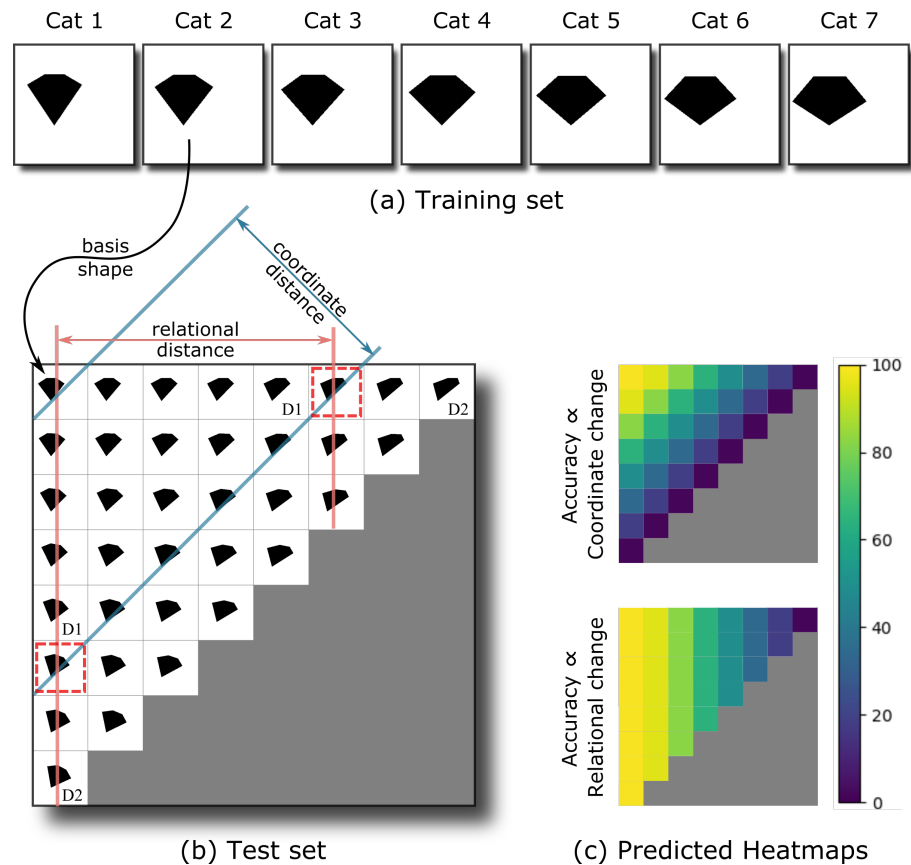 Cat 1 Cat 2 Cat 3 Cat 4 Cat 5 Cat 6 Cat 7
(a) Training set
basis
shape
coordinate
distance
relational
distance
D1
D2
D1
D2
(b) Test set
Accuracy ∝
Coordinate change
Accuracy ∝
Relational change
100
80
60
40
20
0
(c) Predicted Heatmaps